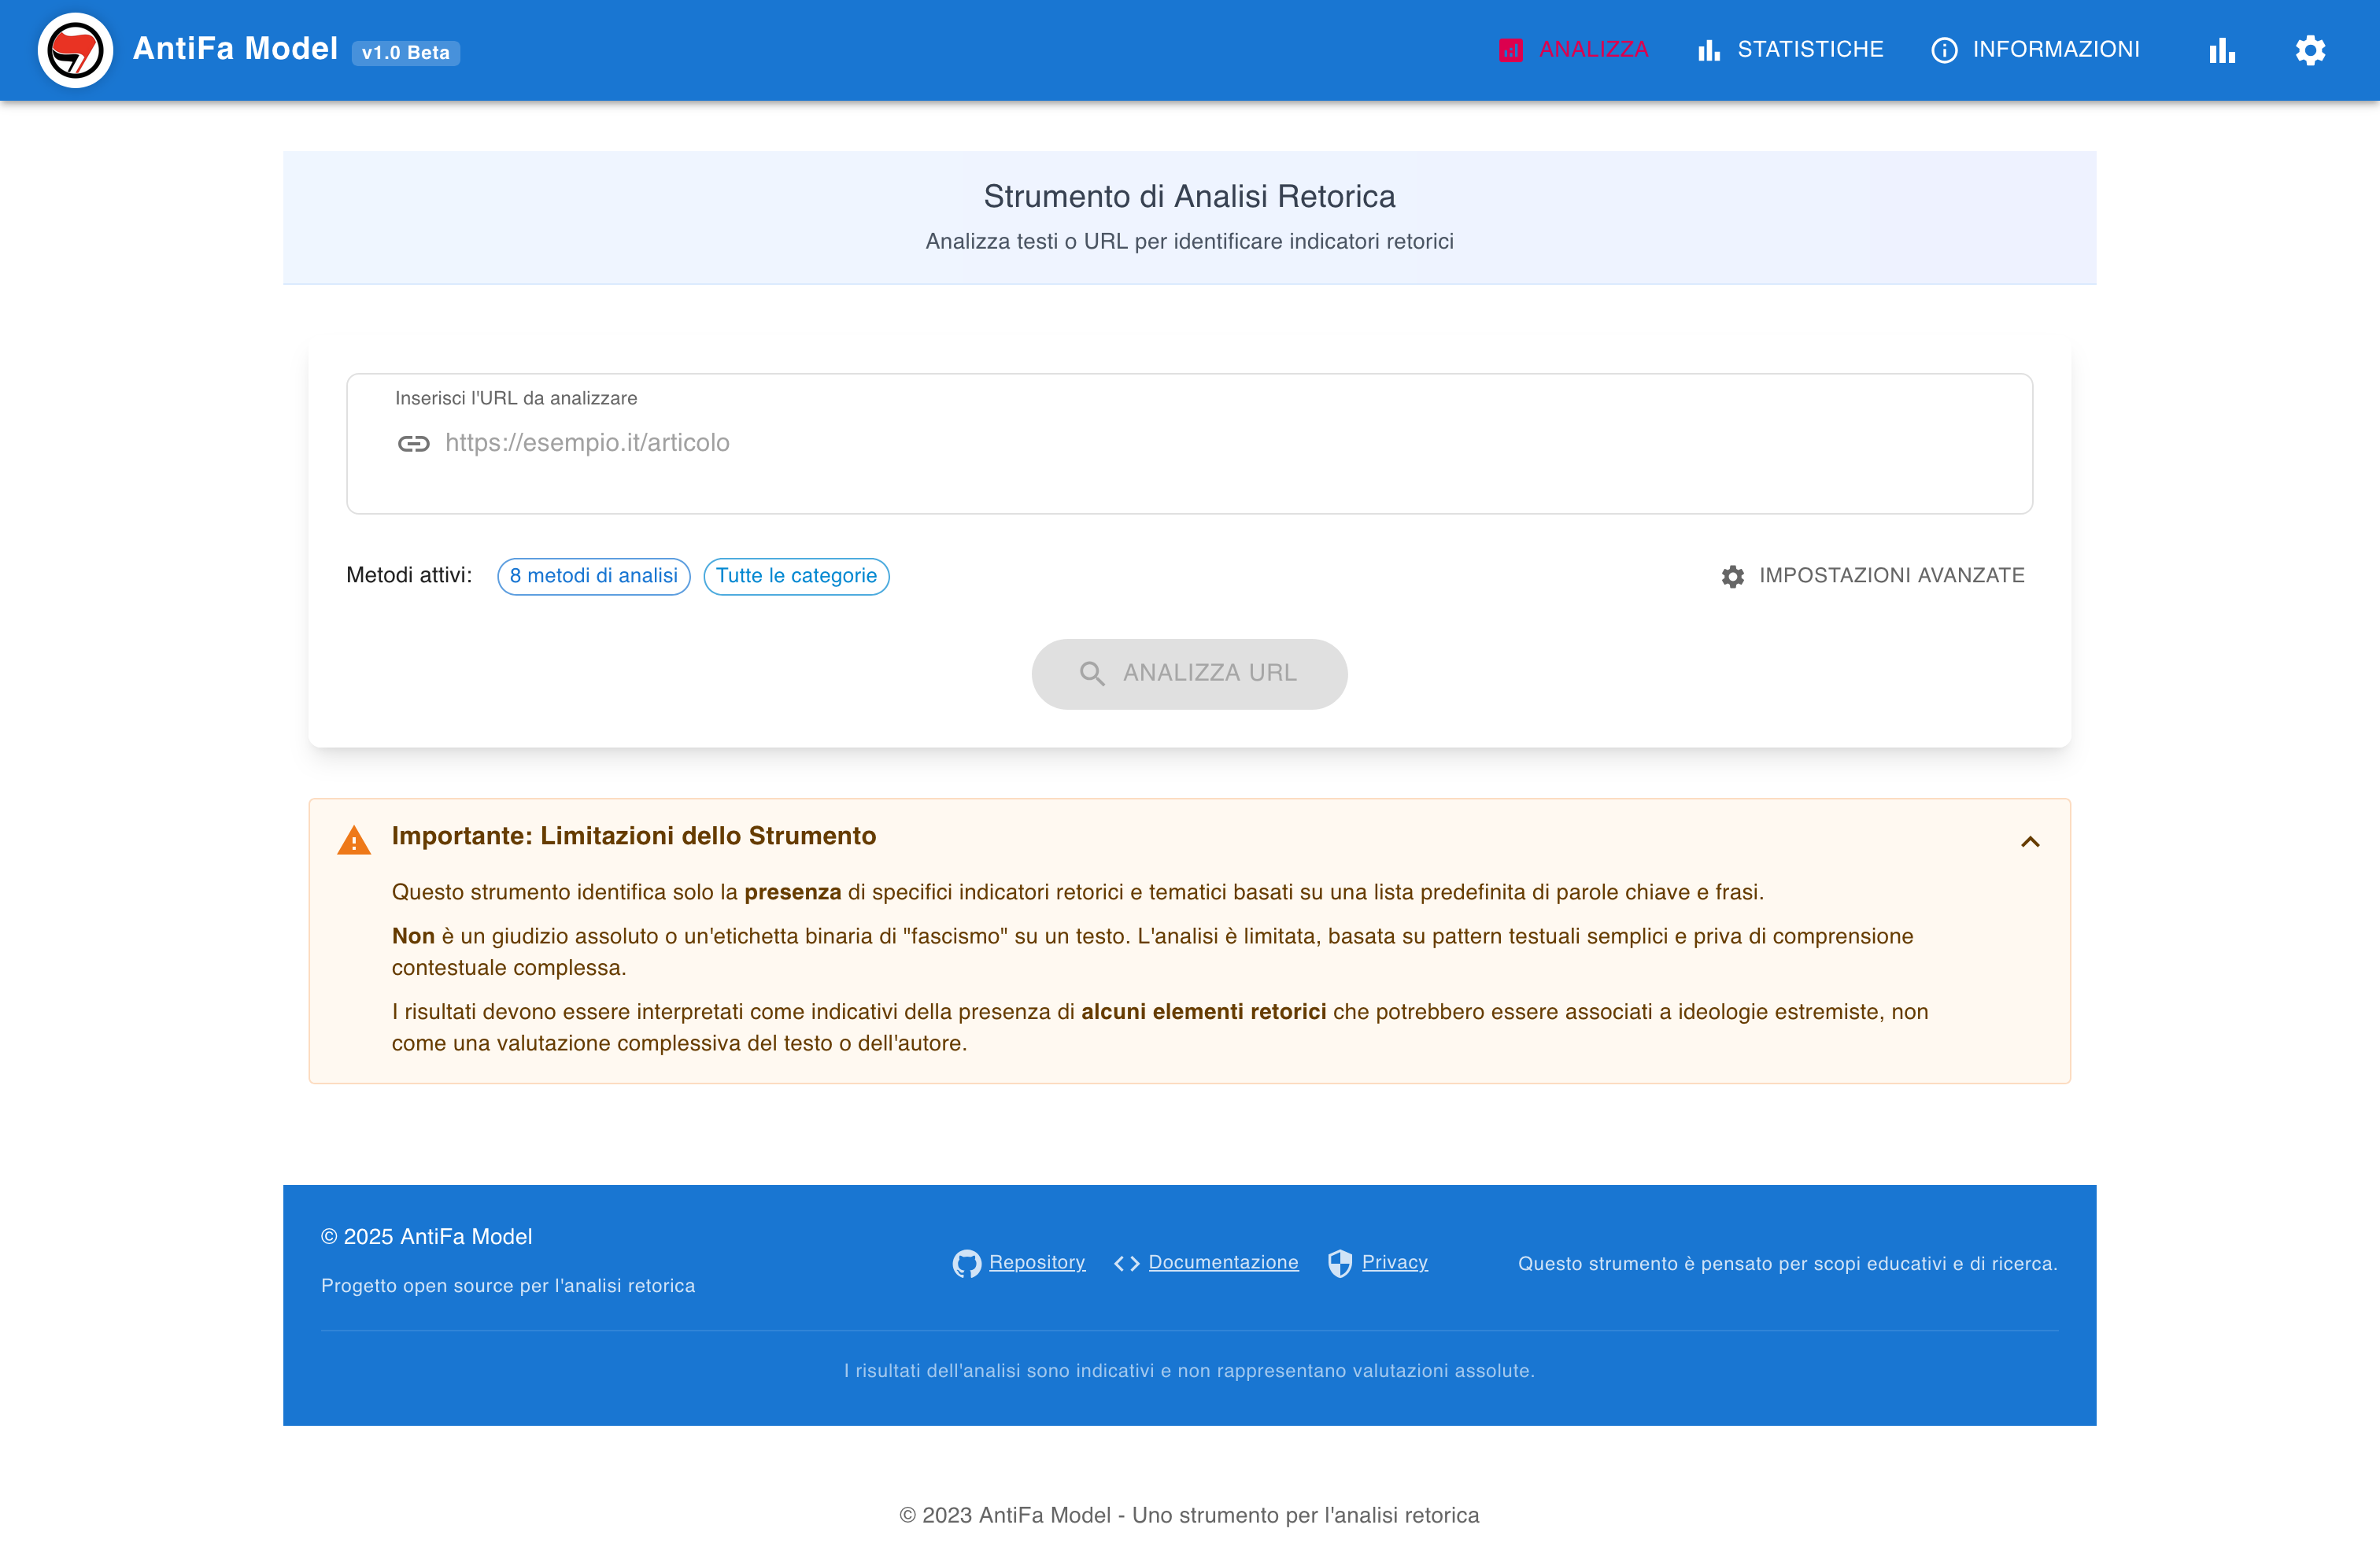 AntiFa Model v1.0 Beta
ANALIZZA STATISTICHE INFORMAZIONI
Strumento di Analisi Retorica
Analizza testi o URL per identificare indicatori retorici
Inserisci l'URL da analizzare
https://esempio.it/articolo
Metodi attivi: 8 metodi di analisi Tutte le categorie IMPOSTAZIONI AVANZATE
ANALIZZA URL
Importante: Limitazioni dello Strumento
Questo strumento identifica solo la presenza di specifici indicatori retorici e tematici basati su una lista predefinita di parole chiave e frasi.
Non è un giudizio assoluto o un'etichetta binaria di "fascismo" su un testo. L'analisi è limitata, basata su pattern testuali semplici e priva di comprensione
contestuale complessa.
I risultati devono essere interpretati come indicativi della presenza di alcuni elementi retorici che potrebbero essere associati a ideologie estremiste, non
come una valutazione complessiva del testo o dell'autore.
© 2025 AntiFa Model
Progetto open source per l'analisi retorica
Repository Documentazione Privacy
Questo strumento è pensato per scopi educativi e di ricerca.
I risultati dell'analisi sono indicativi e non rappresentano valutazioni assolute.
© 2023 AntiFa Model - Uno strumento per l'analisi retorica